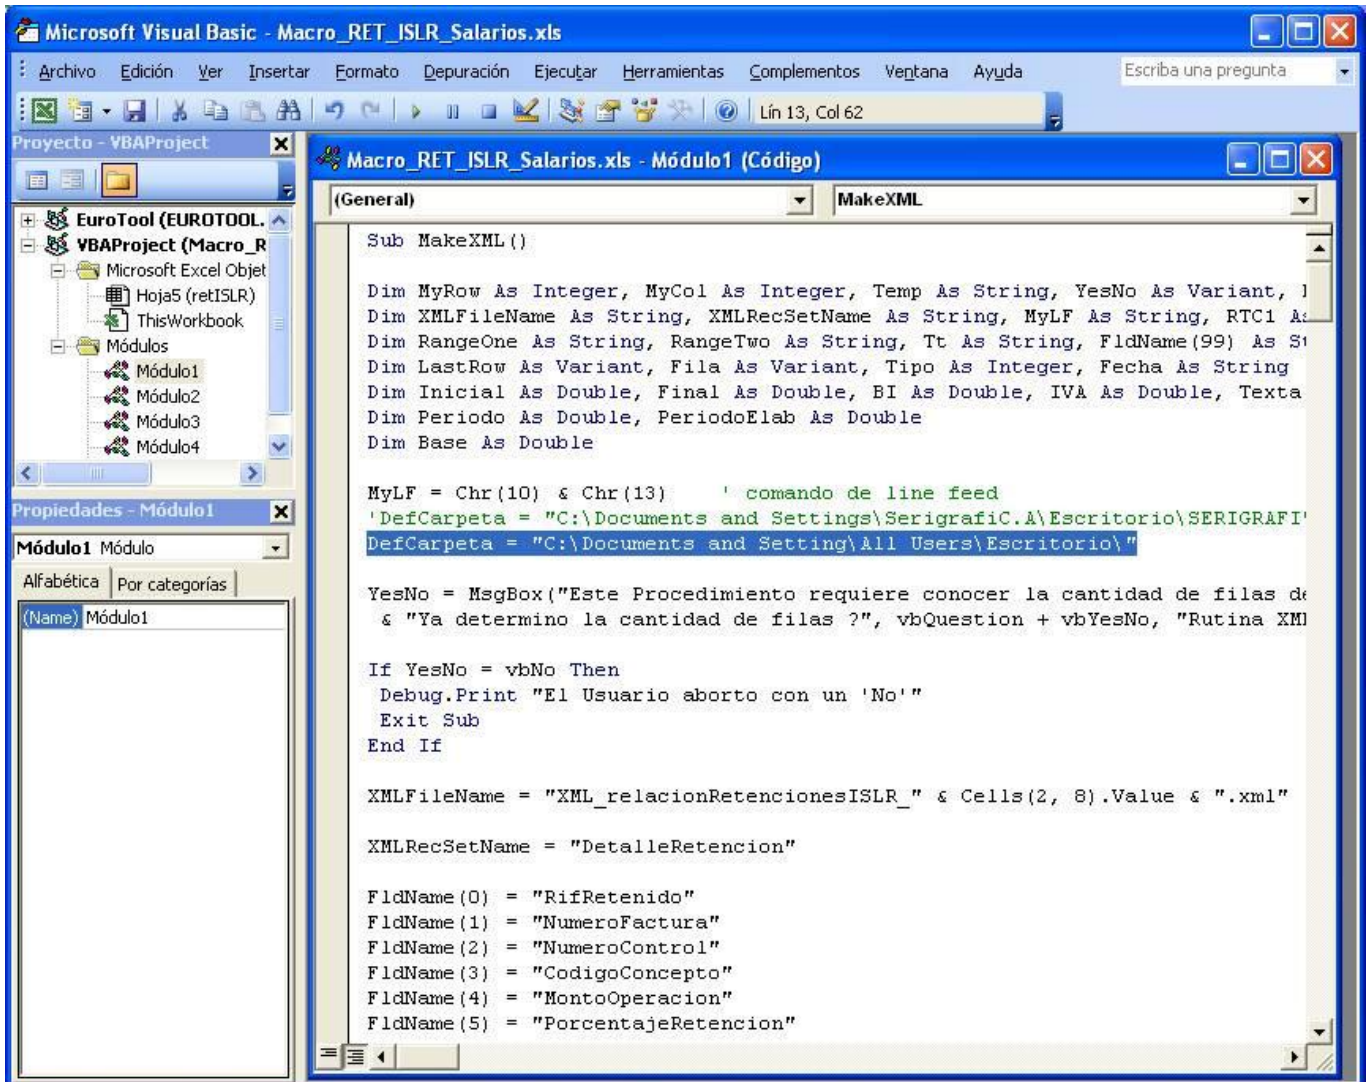 Microsoft Visual Basic - Macro_RET_ISLR_Salarios.xls
Archivo Edición Ver Insertar Formato Depuración Ejecutar Herramientas Complementos Ventana Ayuda Escriba una pregunta
Lín 13, Col 62
Proyecto - VBAProject
EuroTool (EUROTOOL.
VBAProject (Macro_R
Microsoft Excel Objet
Hoja5 (retISLR)
ThisWorkbook
Módulos
Módulo1
Módulo2
Módulo3
Módulo4
Propiedades - Módulo1
Módulo1 Módulo
Alfabética Por categorías
(Name) Módulo1
Macro_RET_ISLR_Salarios.xls - Módulo1 (Código)
(General) MakeXML
Sub MakeXML()
Dim MyRow As Integer, MyCol As Integer, Temp As String, YesNo As Variant,
Dim XMLFileName As String, XMLRecSetName As String, MyLF As String, RTC1 As
Dim RangeOne As String, RangeTwo As String, Tt As String, FldName(99) As St
Dim LastRow As Variant, Fila As Variant, Tipo As Integer, Fecha As String
Dim Inicial As Double, Final As Double, BI As Double, IVA As Double, Texta
Dim Periodo As Double, PeriodoElab As Double
Dim Base As Double
MyLF = Chr(10) & Chr(13) ' comando de line feed
'DefCarpeta = "C:\Documents and Settings\SerigrafiC.A\Escritorio\SERIGRAFI"
DefCarpeta = "C:\Documents and Setting\All Users\Escritorio\"
YesNo = MsgBox("Este Procedimiento requiere conocer la cantidad de filas de
& "Ya determino la cantidad de filas ?", vbQuestion + vbYesNo, "Rutina XML
If YesNo = vbNo Then
Debug.Print "El Usuario aborto con un 'No'"
Exit Sub
End If
XMLFileName = "XML_relacionRetencionesISLR_" & Cells(2, 8).Value & ".xml"
XMLRecSetName = "DetalleRetencion"
FldName(0) = "RifRetenido"
FldName(1) = "NumeroFactura"
FldName(2) = "NumeroControl"
FldName(3) = "CodigoConcepto"
FldName(4) = "MontoOperacion"
FldName(5) = "PorcentajeRetencion"